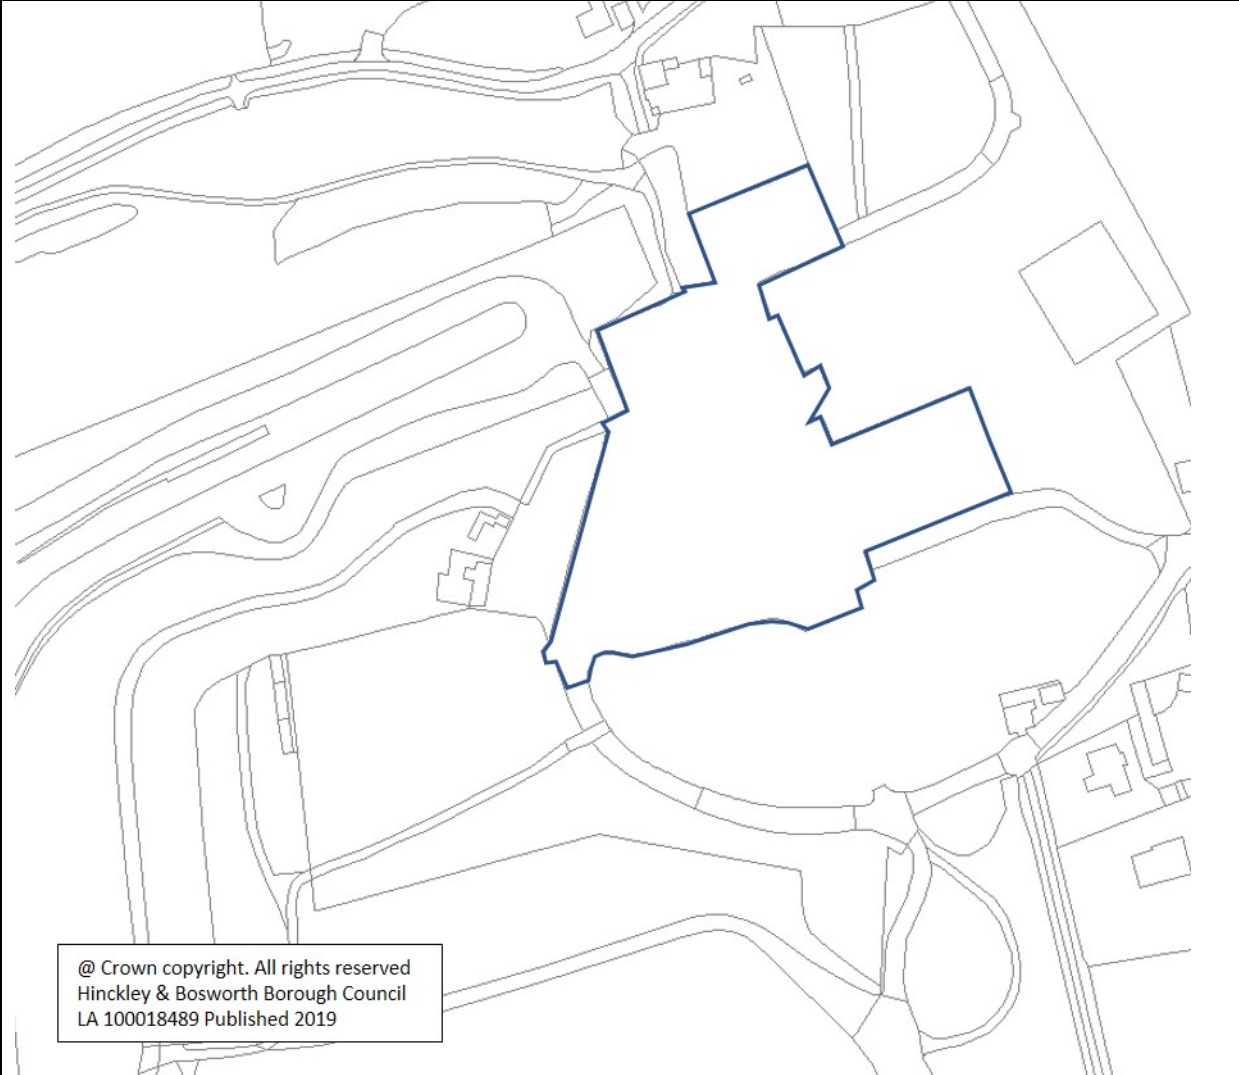 @ Crown copyright. All rights reserved
Hinckley & Bosworth Borough Council
LA 100018489 Published 2019